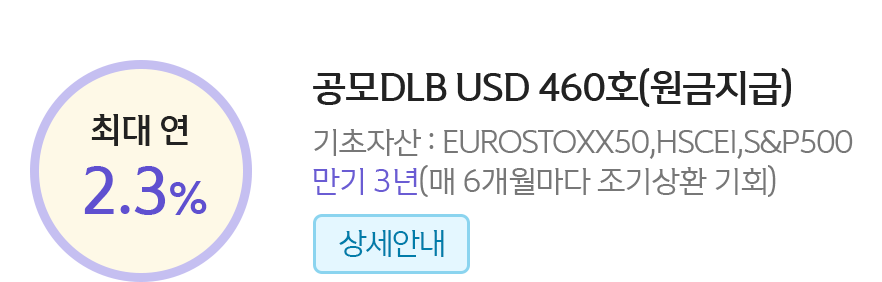 최대 연
2.3%
공모DLB USD 460호(원금지급)
기초자산 : EUROSTOXX50,HSCEI,S&P500
만기 3년(매 6개월마다 조기상환 기회)
상세안내